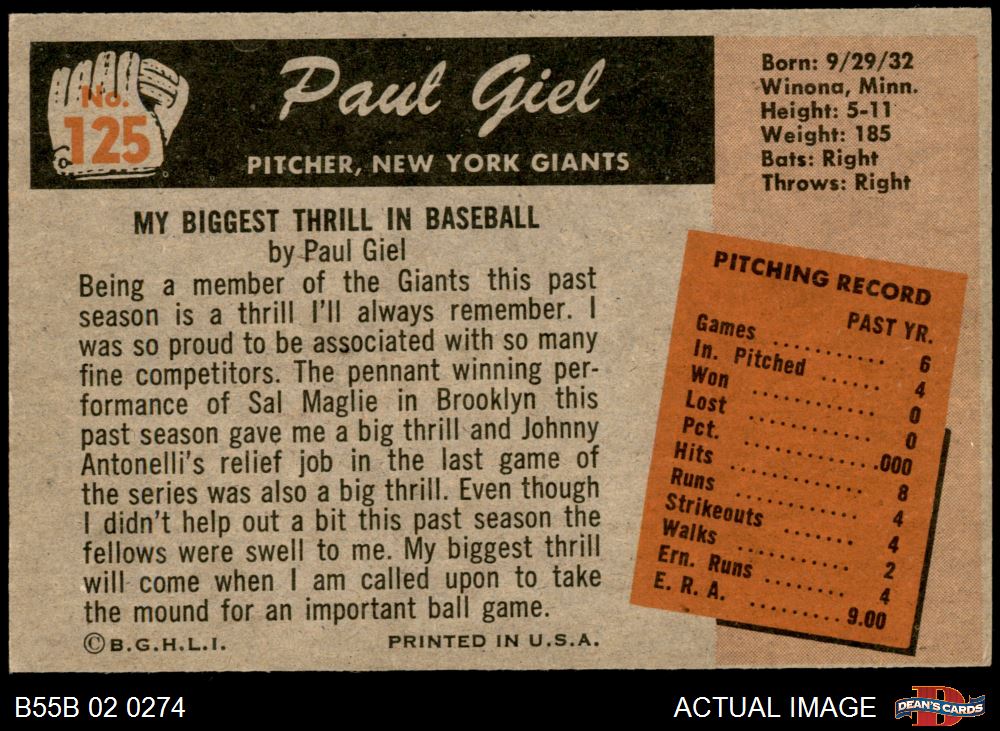 No.
125
Paul Giel
PITCHER, NEW YORK GIANTS
Born: 9/29/32
Winona, Minn.
Height: 5-11
Weight: 185
Bats: Right
Throws: Right
MY BIGGEST THRILL IN BASEBALL
by Paul Giel
Being a member of the Giants this past
season is a thrill I'll always remember. I
was so proud to be associated with so many
fine competitors. The pennant winning per-
formance of Sal Maglie in Brooklyn this
past season gave me a big thrill and Johnny
Antonelli's relief job in the last game of
the series was also a big thrill. Even though
I didn't help out a bit this past season the
fellows were swell to me. My biggest thrill
will come when I am called upon to take
the mound for an important ball game.
©B.G.H.L.I. PRINTED IN U.S.A.
PITCHING RECORD
PAST YR.
Games ........... 6
In. Pitched ...... 4
Won ........... 0
Lost ........... 0
Pct. ............ .000
Hits ........... 8
Runs ........... 4
Strikeouts ....... 4
Walks ........... 2
Ern. Runs ....... 4
E. R. A. ......... 9.00
B55B 02 0274 ACTUAL IMAGE DEAN'S CARDS